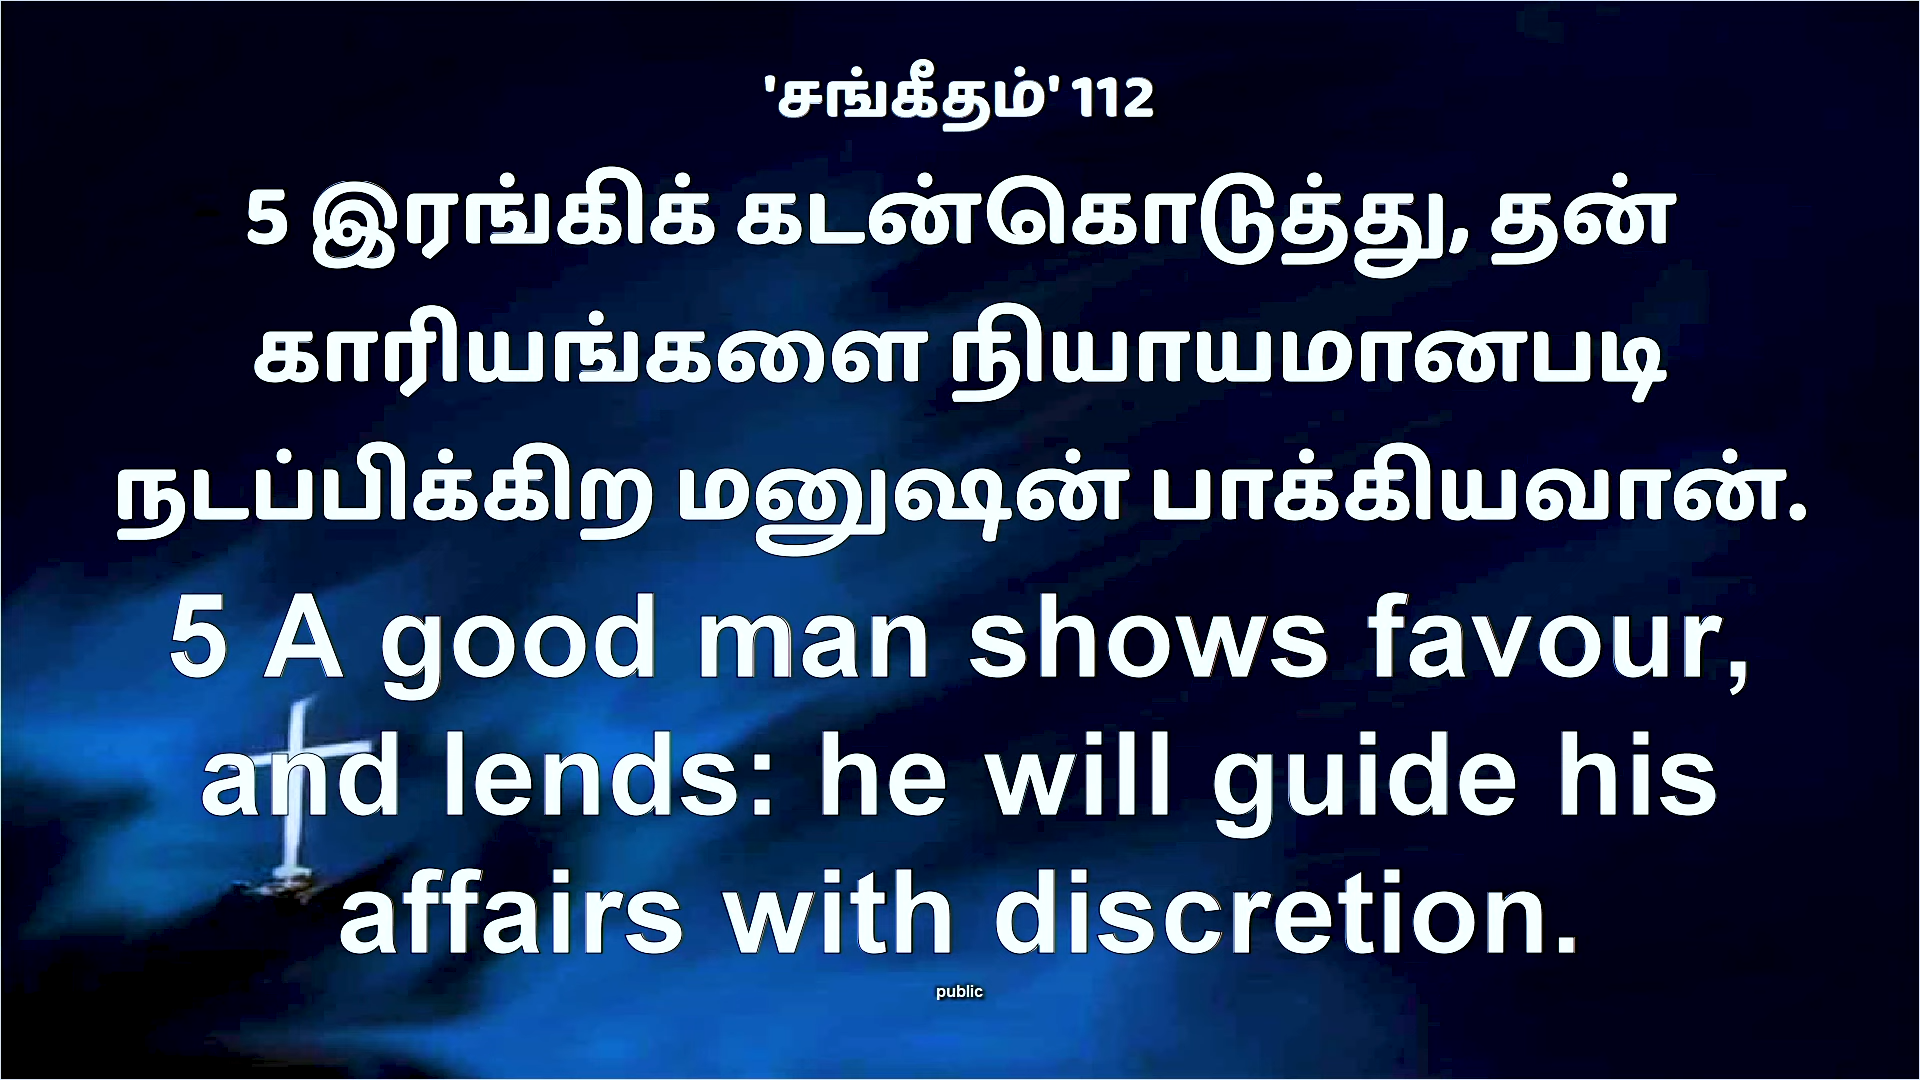 'சங்கீதம்' 112
5 இரங்கிக் கடன்கொடுத்து, தன்
காரியங்களை நியாயமானபடி
நடப்பிக்கிற மனுஷன் பாக்கியவான்.
5 A good man shows favour,
and lends: he will guide his
affairs with discretion.
public